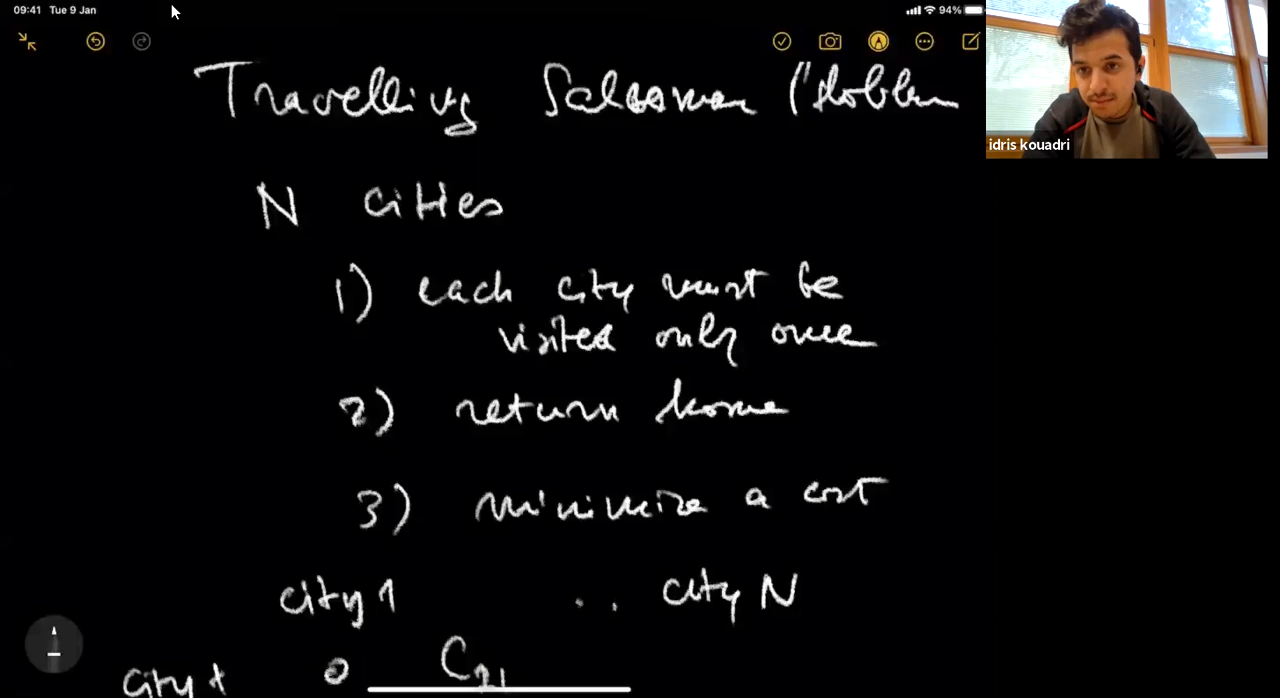 09:41 Tue 9 Jan
94%
Travelling Salesman Problem
idris kouadri
N cities
1) each city must be
visited only once
2) return home
3) minimize a cost
city 1 .. city N
0 C21
city 1